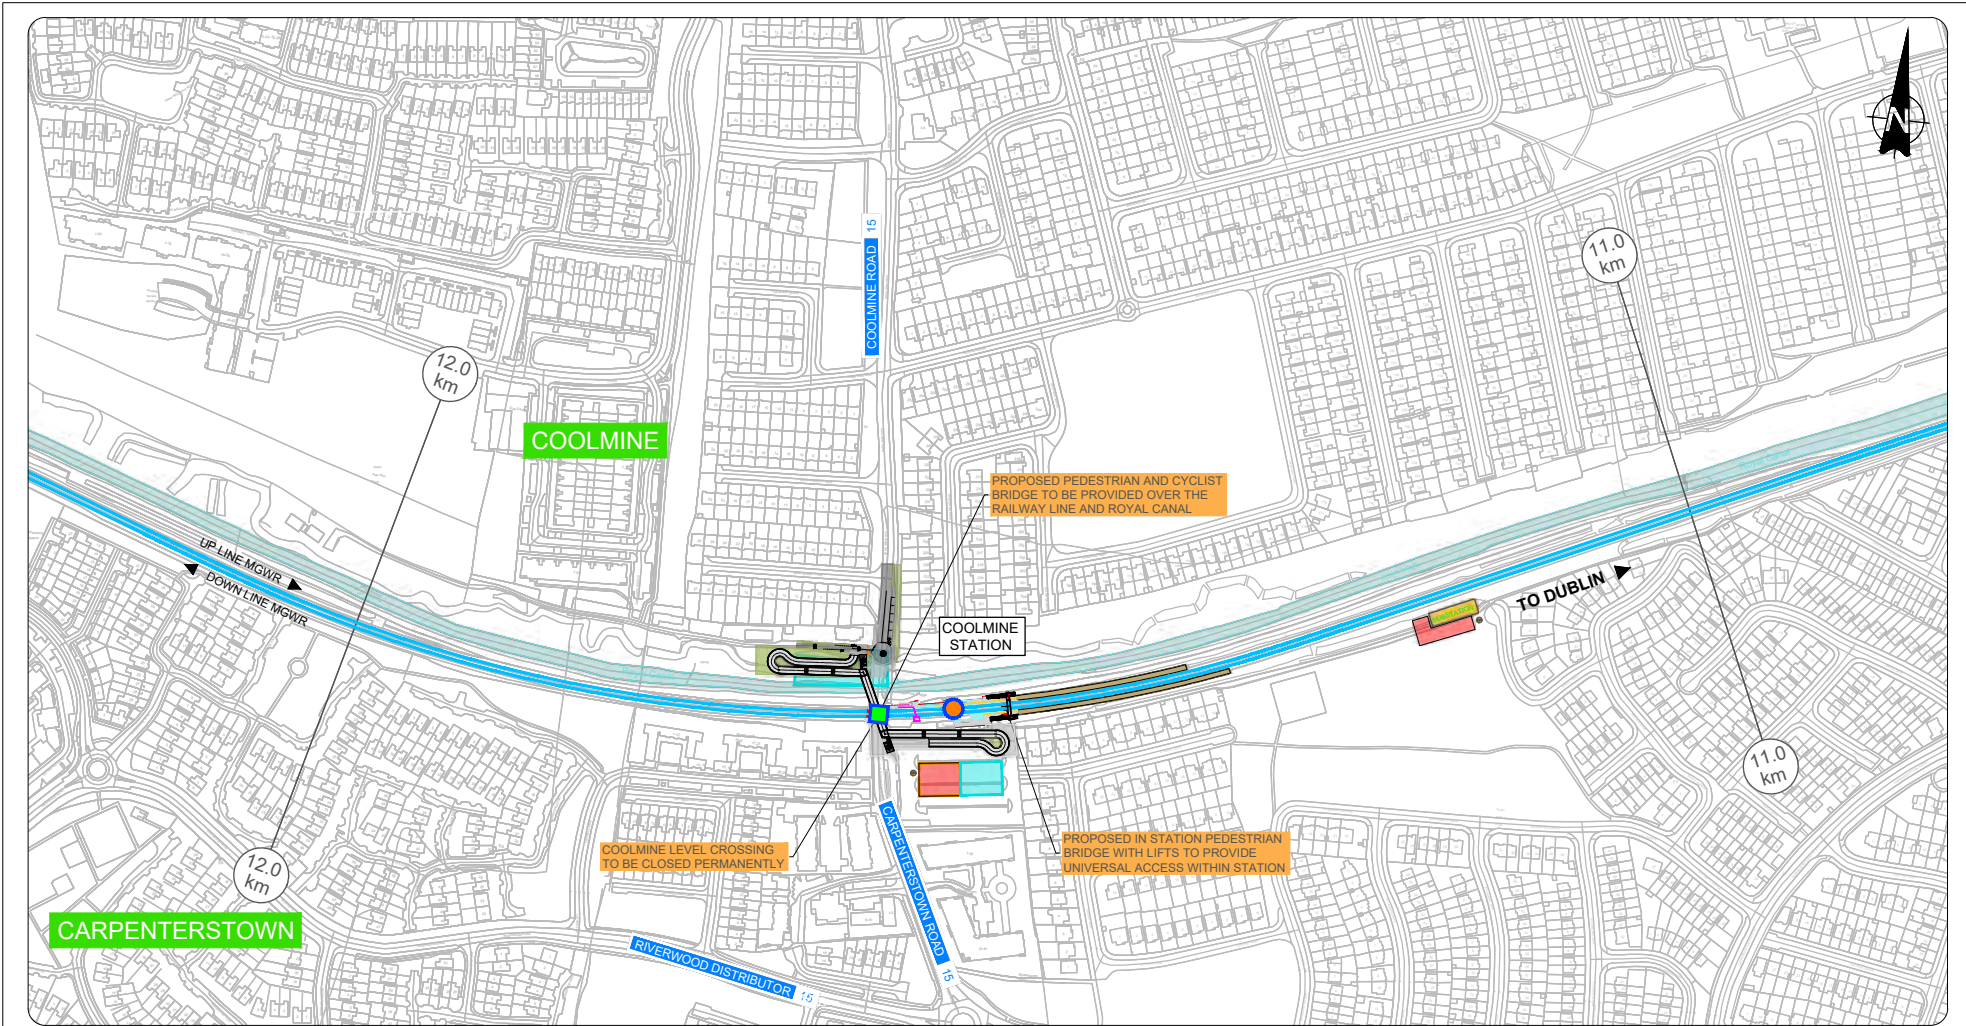 N
COOLMINE ROAD 15
11.0
km
12.0
km
COOLMINE
PROPOSED PEDESTRIAN AND CYCLIST
BRIDGE TO BE PROVIDED OVER THE
RAILWAY LINE AND ROYAL CANAL
UP LINE MGWR
DOWN LINE MGWR
TO DUBLIN
SUBSTATION
COOLMINE
STATION
11.0
km
COOLMINE LEVEL CROSSING
TO BE CLOSED PERMANENTLY
PROPOSED IN STATION PEDESTRIAN
BRIDGE WITH LIFTS TO PROVIDE
UNIVERSAL ACCESS WITHIN STATION
12.0
km
CARPENTERSTOWN ROAD 15
CARPENTERSTOWN
RIVERWOOD DISTRIBUTOR 15